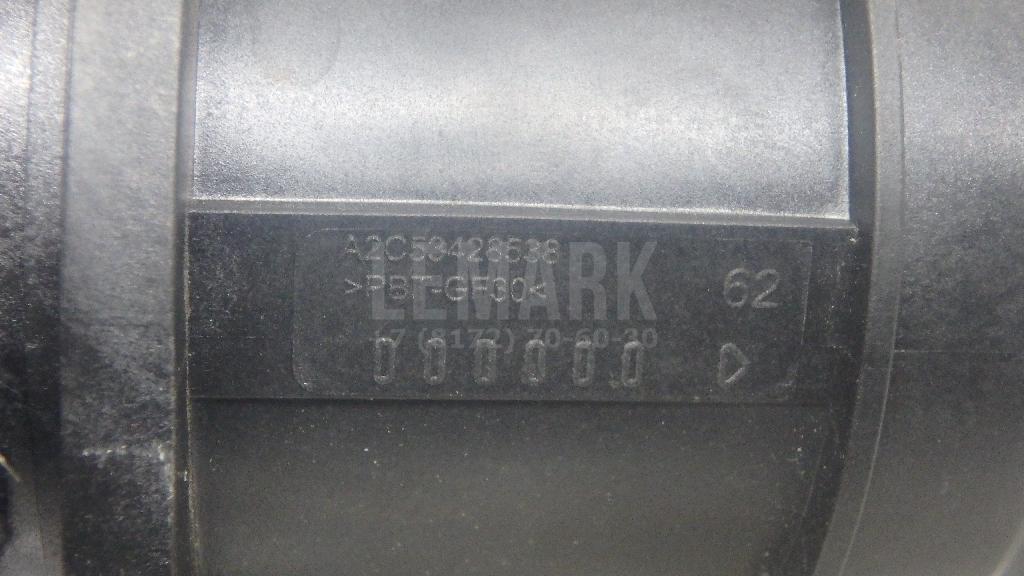 A2C53428538
>PBT-GF30<
62
LEMARK
+7 (8172) 70-60-30